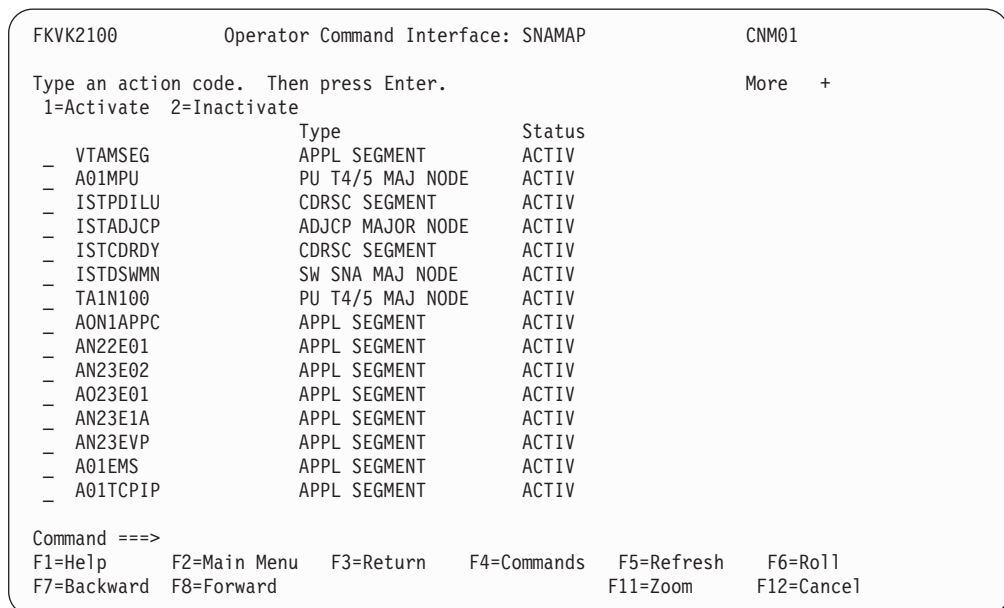 FKVK2100 Operator Command Interface: SNAMAP CNM01
Type an action code. Then press Enter. More +
1=Activate 2=Inactivate
Type Status
_ VTAMSEG APPL SEGMENT ACTIV
_ A01MPU PU T4/5 MAJ NODE ACTIV
_ ISTPDILU CDRSC SEGMENT ACTIV
_ ISTADJCP ADJCP MAJOR NODE ACTIV
_ ISTCDRDY CDRSC SEGMENT ACTIV
_ ISTDSWMN SW SNA MAJ NODE ACTIV
_ TA1N100 PU T4/5 MAJ NODE ACTIV
_ AON1APPC APPL SEGMENT ACTIV
_ AN22E01 APPL SEGMENT ACTIV
_ AN23E02 APPL SEGMENT ACTIV
_ AO23E01 APPL SEGMENT ACTIV
_ AN23E1A APPL SEGMENT ACTIV
_ AN23EVP APPL SEGMENT ACTIV
_ A01EMS APPL SEGMENT ACTIV
_ A01TCPIP APPL SEGMENT ACTIV
Command ===>
F1=Help F2=Main Menu F3=Return F4=Commands F5=Refresh F6=Roll
F7=Backward F8=Forward F11=Zoom F12=Cancel